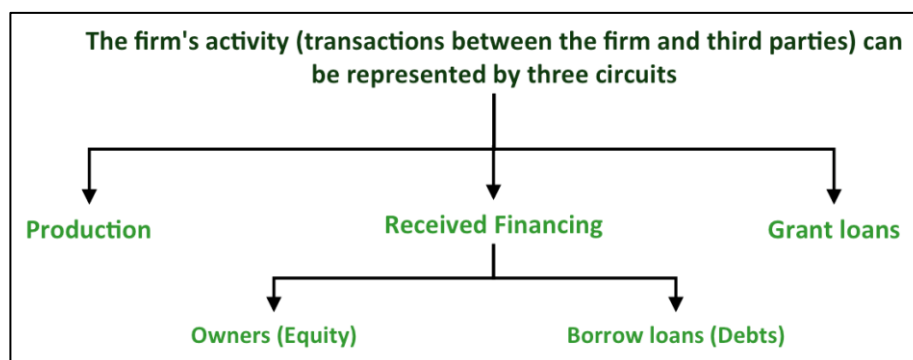 The firm's activity (transactions between the firm and third parties) can
be represented by three circuits
Production
Received Financing
Grant loans
Owners (Equity)
Borrow loans (Debts)